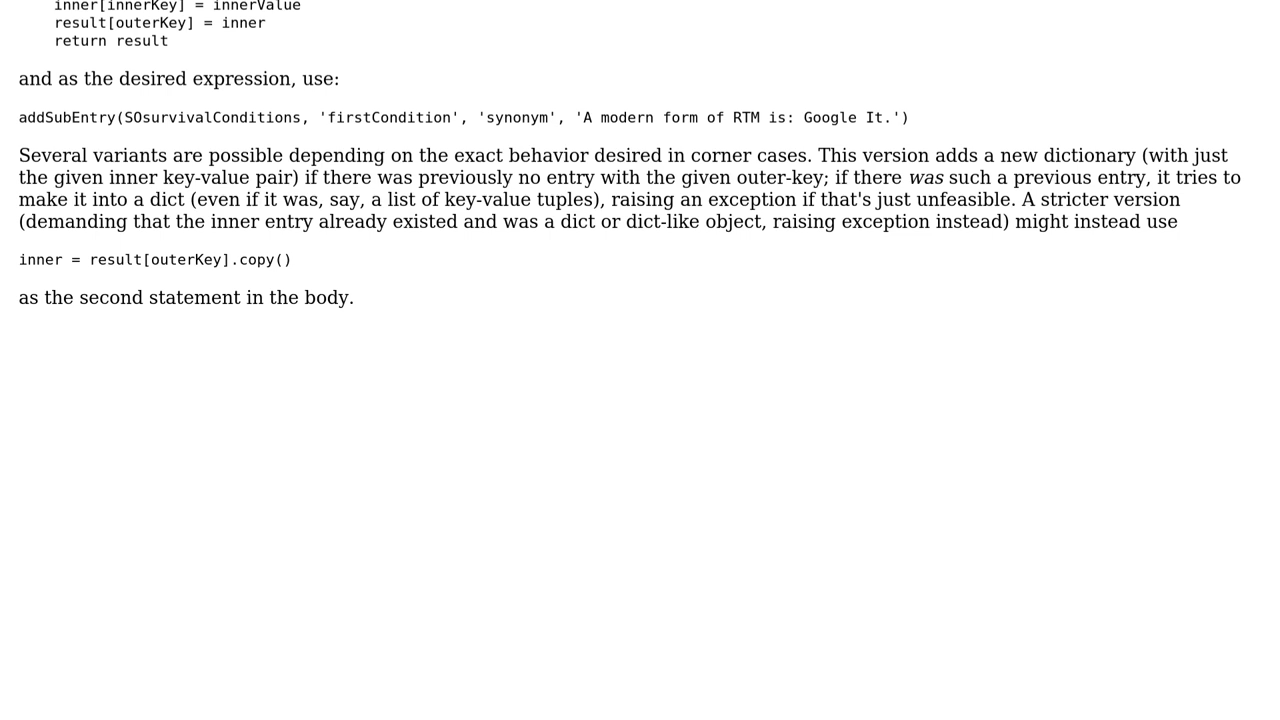 inner[innerKey] = innerValue
result[outerKey] = inner
return result
and as the desired expression, use:
addSubEntry(SOsurvivalConditions, 'firstCondition', 'synonym', 'A modern form of RTM is: Google It.')
Several variants are possible depending on the exact behavior desired in corner cases. This version adds a new dictionary (with just
the given inner key-value pair) if there was previously no entry with the given outer-key; if there was such a previous entry, it tries to
make it into a dict (even if it was, say, a list of key-value tuples), raising an exception if that's just unfeasible. A stricter version
(demanding that the inner entry already existed and was a dict or dict-like object, raising exception instead) might instead use
inner = result[outerKey].copy()
as the second statement in the body.